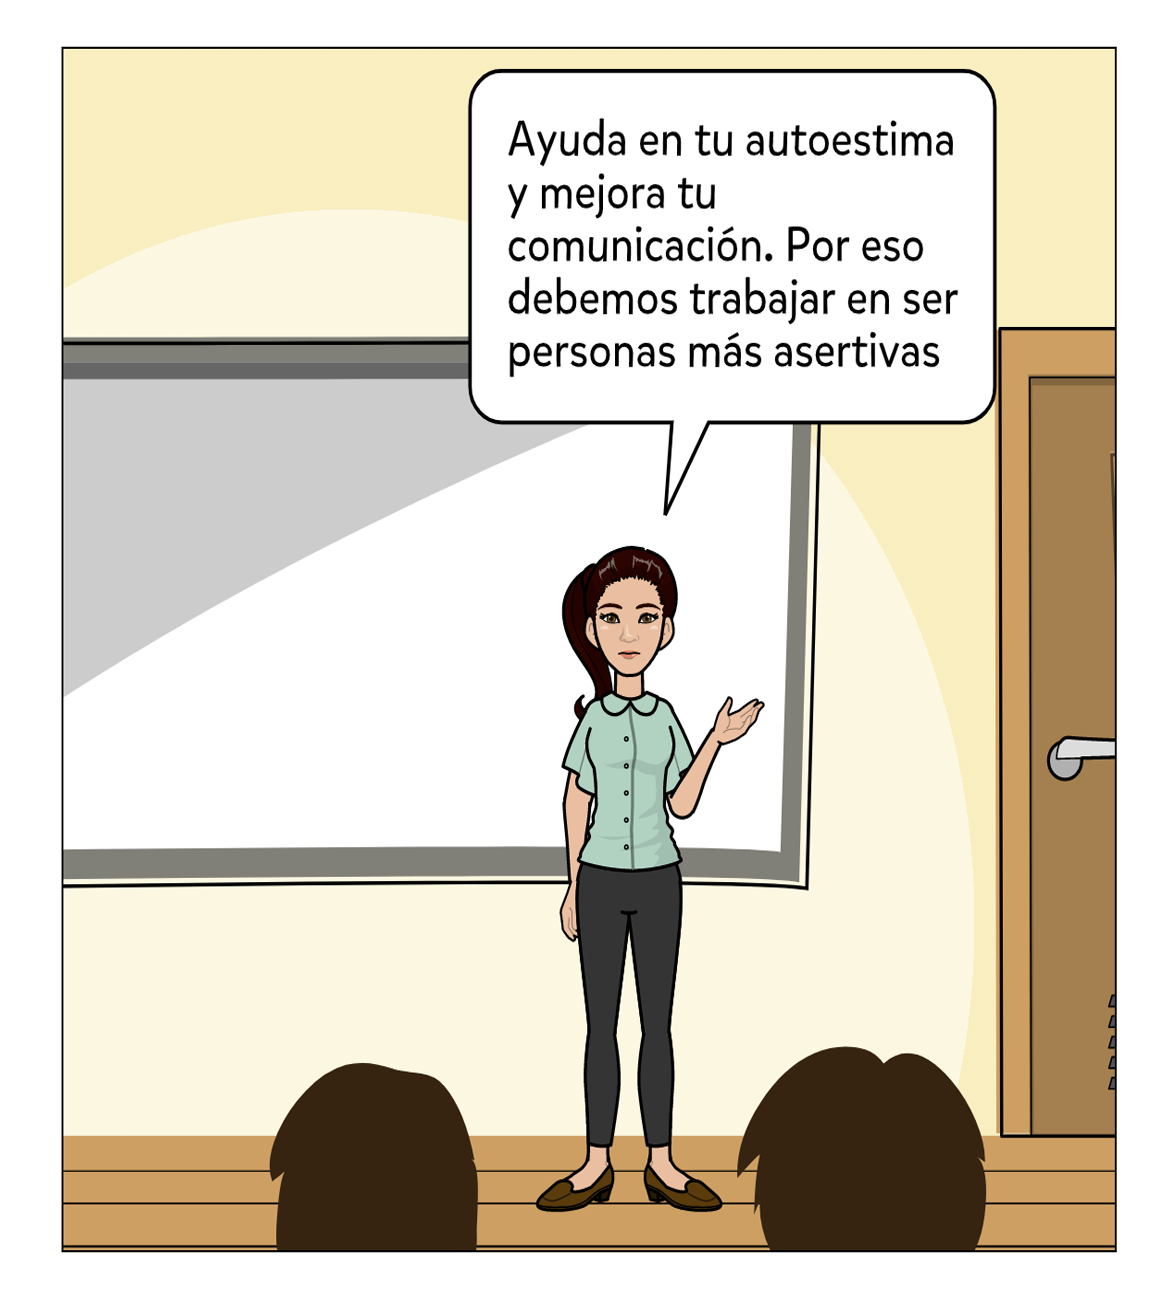 Ayuda en tu autoestima
y mejora tu
comunicación. Por eso
debemos trabajar en ser
personas más asertivas